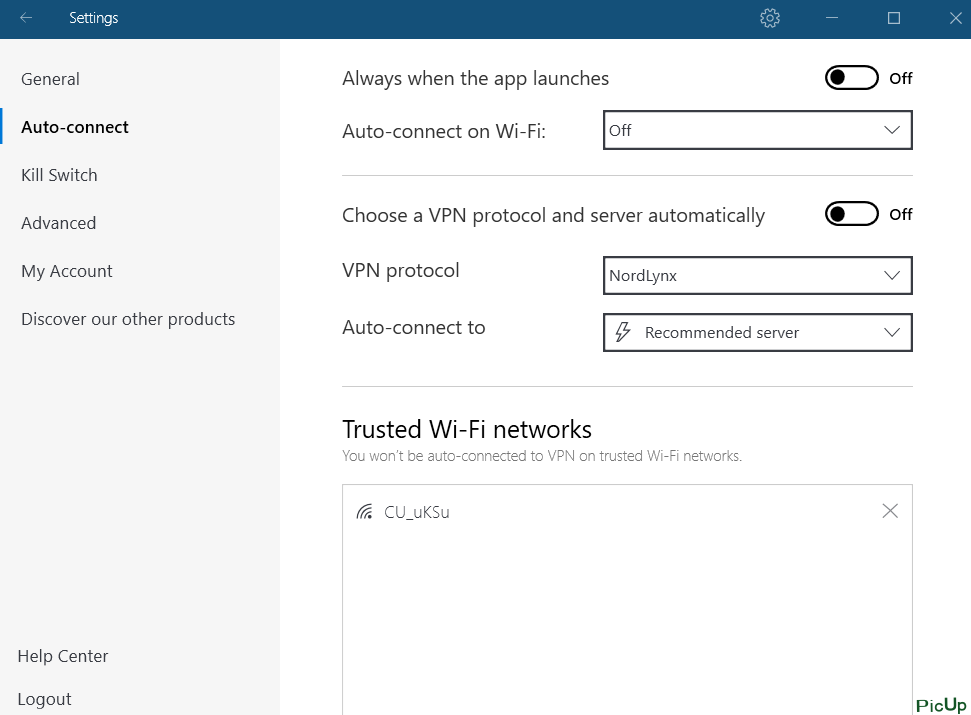 Settings
General
Auto-connect
Kill Switch
Advanced
My Account
Discover our other products
Help Center
Logout
Always when the app launches Off
Auto-connect on Wi-Fi: Off
Choose a VPN protocol and server automatically Off
VPN protocol NordLynx
Auto-connect to Recommended server
Trusted Wi-Fi networks
You won't be auto-connected to VPN on trusted Wi-Fi networks.
CU_uKSu
PicUp